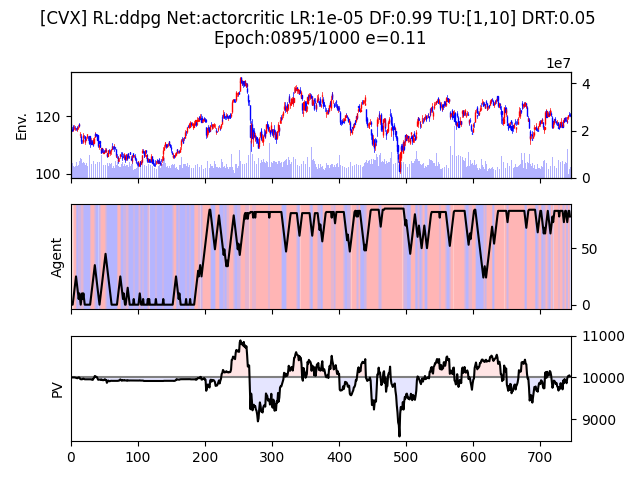 [CVX] RL:ddpg Net:actorcritic LR:1e-05 DF:0.99 TU:[1,10] DRT:0.05
Epoch:0895/1000 e=0.11
1e7
Env.
120
100
4
2
0
Agent
50
0
PV
11000
10000
9000
0 100 200 300 400 500 600 700